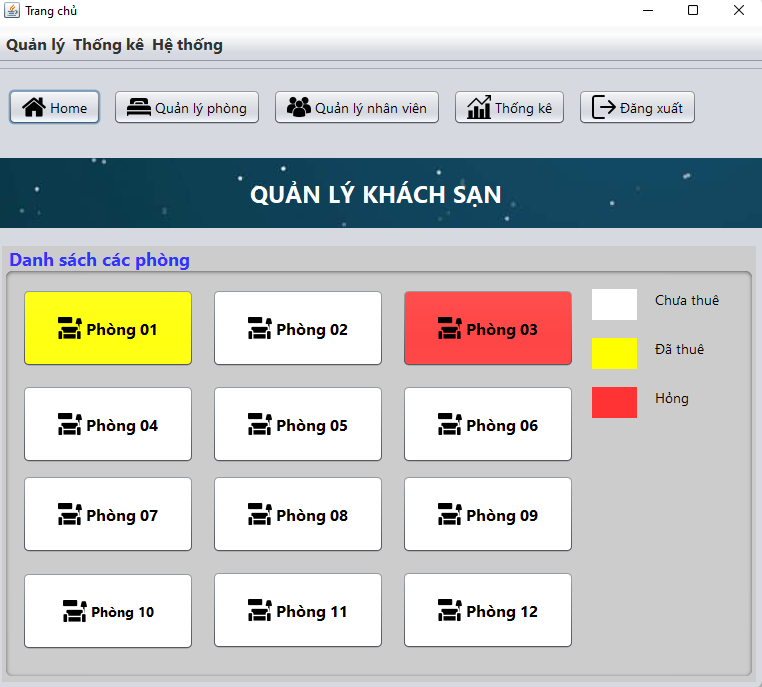 Trang chủ
Quản lý Thống kê Hệ thống
Home Quản lý phòng Quản lý nhân viên Thống kê Đăng xuất
QUẢN LÝ KHÁCH SẠN
Danh sách các phòng
Phòng 01 Phòng 02 Phòng 03
Chưa thuê
Đã thuê
Hỏng
Phòng 04 Phòng 05 Phòng 06
Phòng 07 Phòng 08 Phòng 09
Phòng 10 Phòng 11 Phòng 12